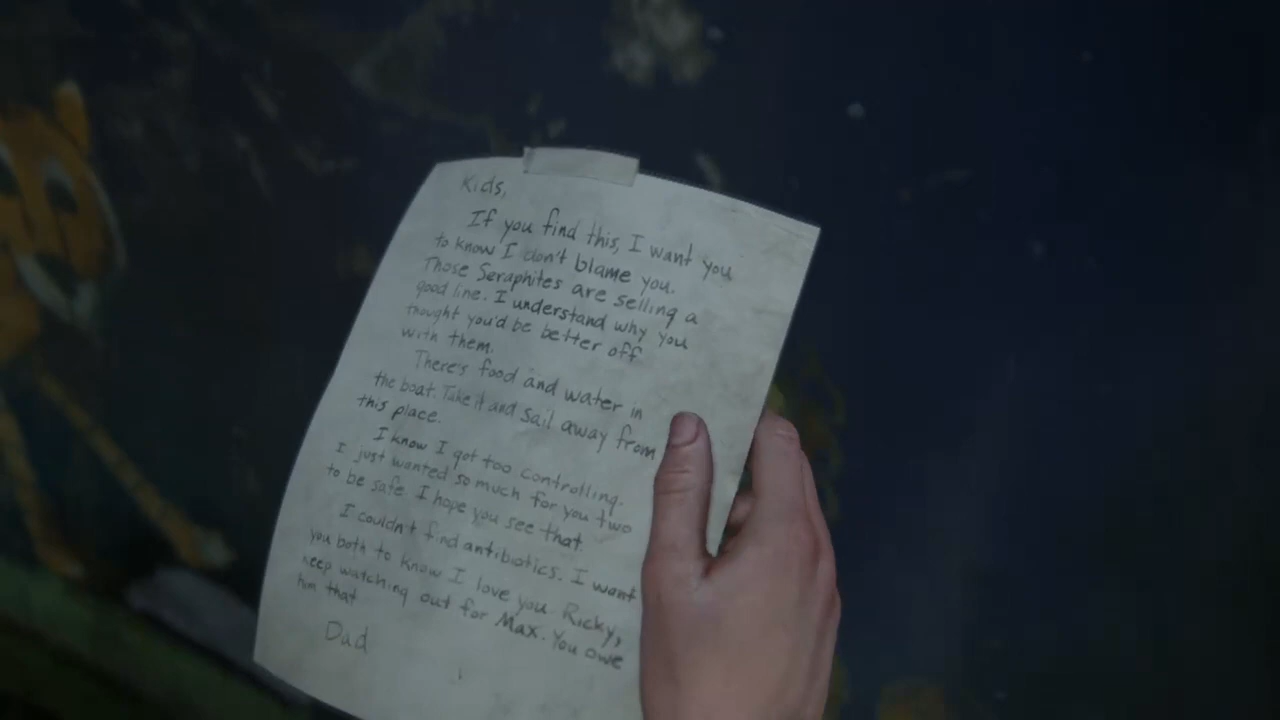 Kids,
If you find this, I want you
to know I don't blame you.
Those Seraphites are selling a
good line. I understand why you
thought you'd be better off
with them.
There's food and water in
the boat. Take it and sail away from
this place.
I know I got too controlling.
I just wanted so much for you two
to be safe. I hope you see that.
I couldn't find antibiotics. I want
you both to know I love you. Ricky,
keep watching out for Max. You owe
him that
Dad